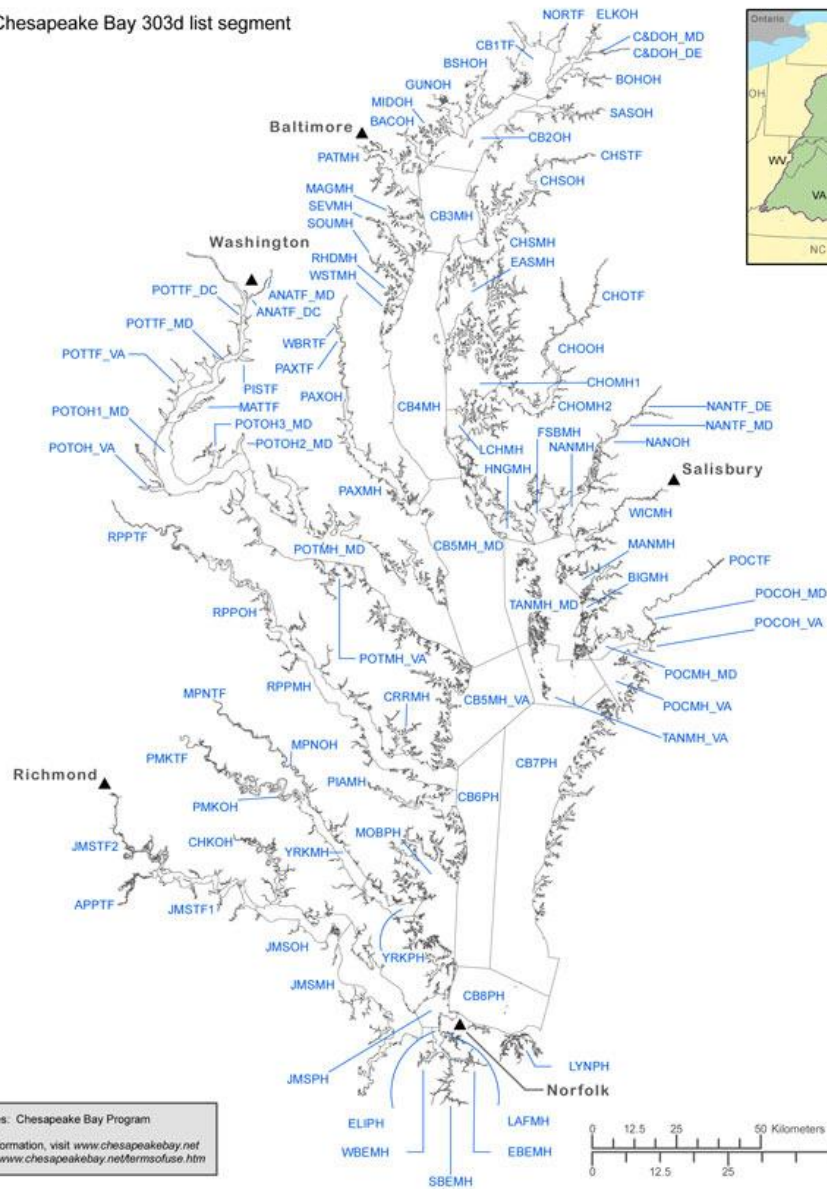 Chesapeake Bay 303d list segment
NORTF
ELKOH
CB1TF
C&DOH_MD
C&DOH_DE
BSHOH
BOHOH
GUNOH
MIDOH
SASOH
BACOH
Baltimore
CB2OH
PATMH
CHSTF
CHSOH
MAGMH
SEVMH
SOUMH
CB3MH
Washington
CHSMH
EASMH
RHDMH
WSTMH
POTTF_DC
ANATF_MD
ANATF_DC
CHOTF
POTTF_MD
WBRTF
CHOOH
POTTF_VA
PAXTF
PISTF
CHOMH1
PAXOH
MATTF
CB4MH
CHOMH2
NANTF_DE
POTOH1_MD
POTOH3_MD
NANTF_MD
POTOH_VA
POTOH2_MD
FSBMH
NANOH
LCHMH
NANMH
HNGMH
Salisbury
PAXMH
WICMH
RPPTF
POTMH_MD
CB5MH_MD
MANMH
POCTF
BIGMH
POCOH_MD
RPPOH
TANMH_MD
POCOH_VA
POTMH_VA
POCMH_MD
RPPMH
MPNTF
CRRMH
CB5MH_VA
POCMH_VA
TANMH_VA
MPNOH
PMKTF
CB7PH
Richmond
PIAMH
CB6PH
PMKOH
MOBPH
JMSTF2
CHKOH
YRKMH
APPTF
JMSTF1
JMSOH
YRKPH
JMSMH
CB8PH
LYNPH
JMSPH
Norfolk
ELIPH
LAFMH
WBEMH
EBEMH
SBEMH
Ontario
OH
WV
VA
NC
es: Chesapeake Bay Program
formation, visit www.chesapeakebay.net
www.chesapeakebay.net/termsofuse.htm
0 12.5 25 50 Kilometers
0 12.5 25